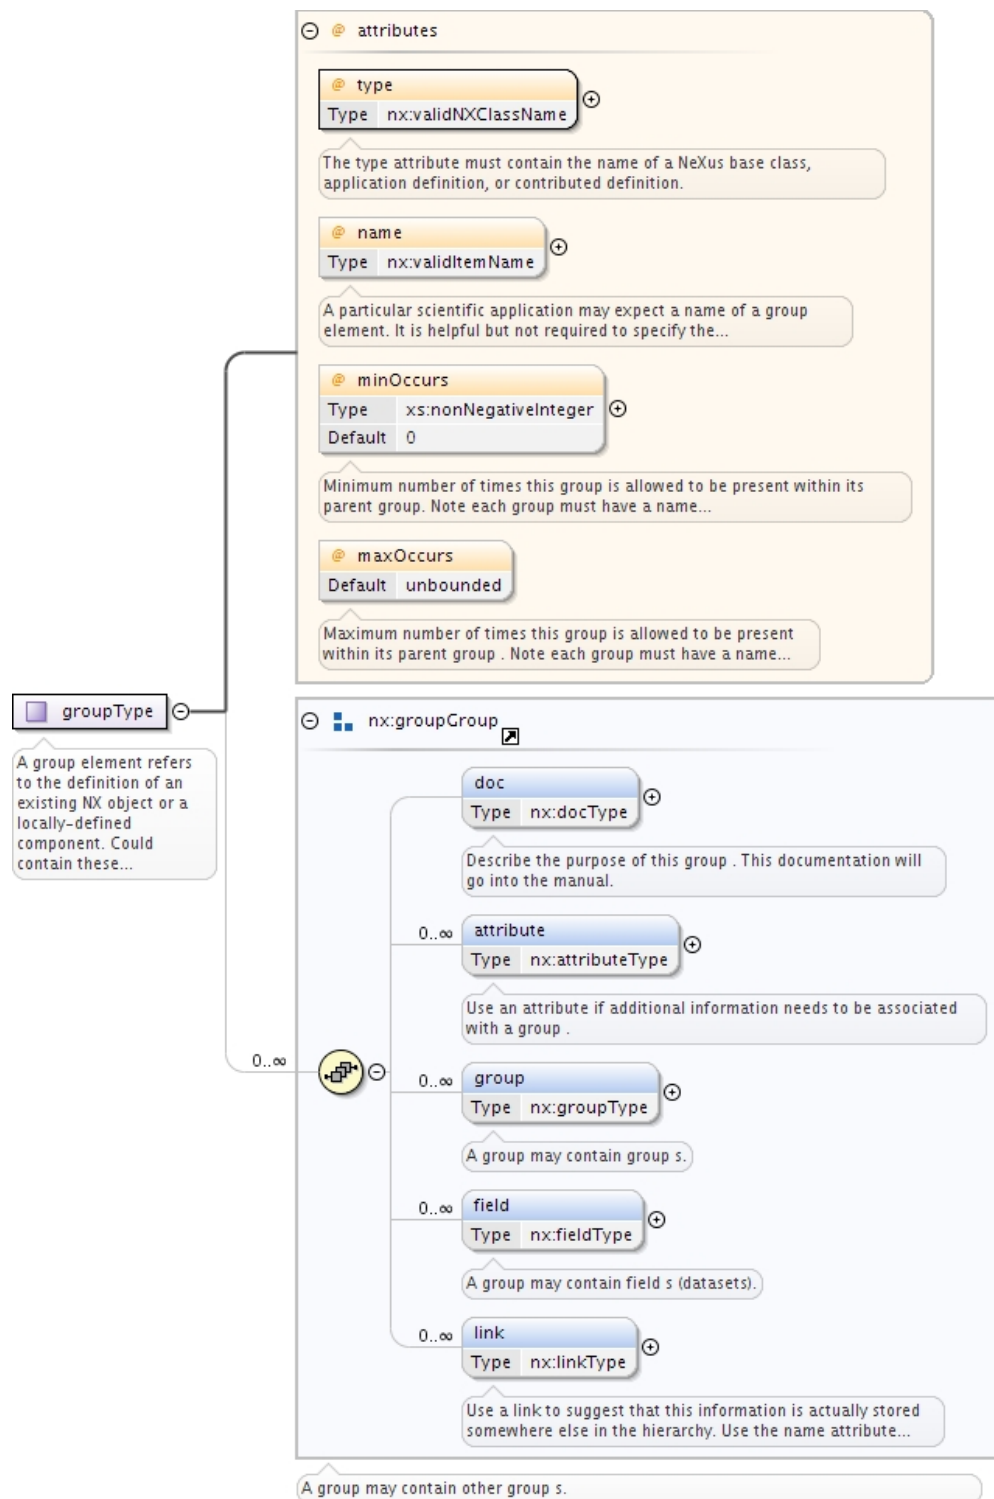 @ attributes
@ type
Type nx:validNXClassName
The type attribute must contain the name of a NeXus base class,
application definition, or contributed definition.
@ name
Type nx:validItemName
A particular scientific application may expect a name of a group
element. It is helpful but not required to specify the...
@ minOccurs
Type xs:nonNegativeInteger
Default 0
Minimum number of times this group is allowed to be present within its
parent group. Note each group must have a name...
@ maxOccurs
Default unbounded
Maximum number of times this group is allowed to be present
within its parent group . Note each group must have a name...
groupType
A group element refers
to the definition of an
existing NX object or a
locally-defined
component. Could
contain these...
0..∞
nx:groupGroup
doc
Type nx:docType
Describe the purpose of this group . This documentation will
go into the manual.
0..∞ attribute
Type nx:attributeType
Use an attribute if additional information needs to be associated
with a group .
0..∞ group
Type nx:groupType
A group may contain group s.
0..∞ field
Type nx:fieldType
A group may contain field s (datasets).
0..∞ link
Type nx:linkType
Use a link to suggest that this information is actually stored
somewhere else in the hierarchy. Use the name attribute...
A group may contain other group s.